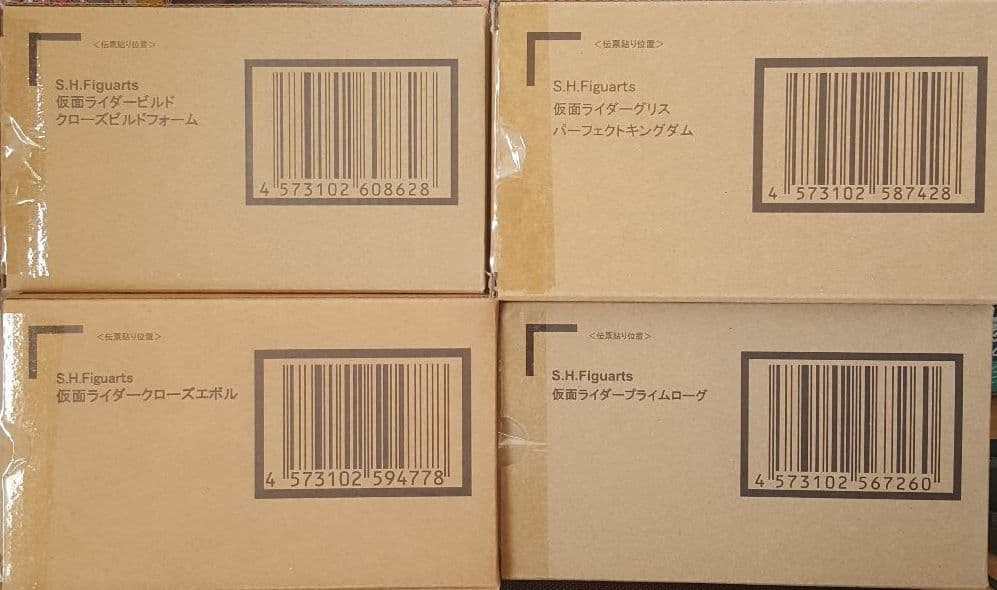 <伝票貼り位置>
S.H.Figuarts
仮面ライダービルド
クローズビルドフォーム
4 573102 608628
<伝票貼り位置>
S.H.Figuarts
仮面ライダーグリス
パーフェクトキングダム
4 573102 587428
<伝票貼り位置>
S.H.Figuarts
仮面ライダークローズエボル
4 573102 594778
<伝票貼り位置>
S.H.Figuarts
仮面ライダープライムローグ
4 573102 567260